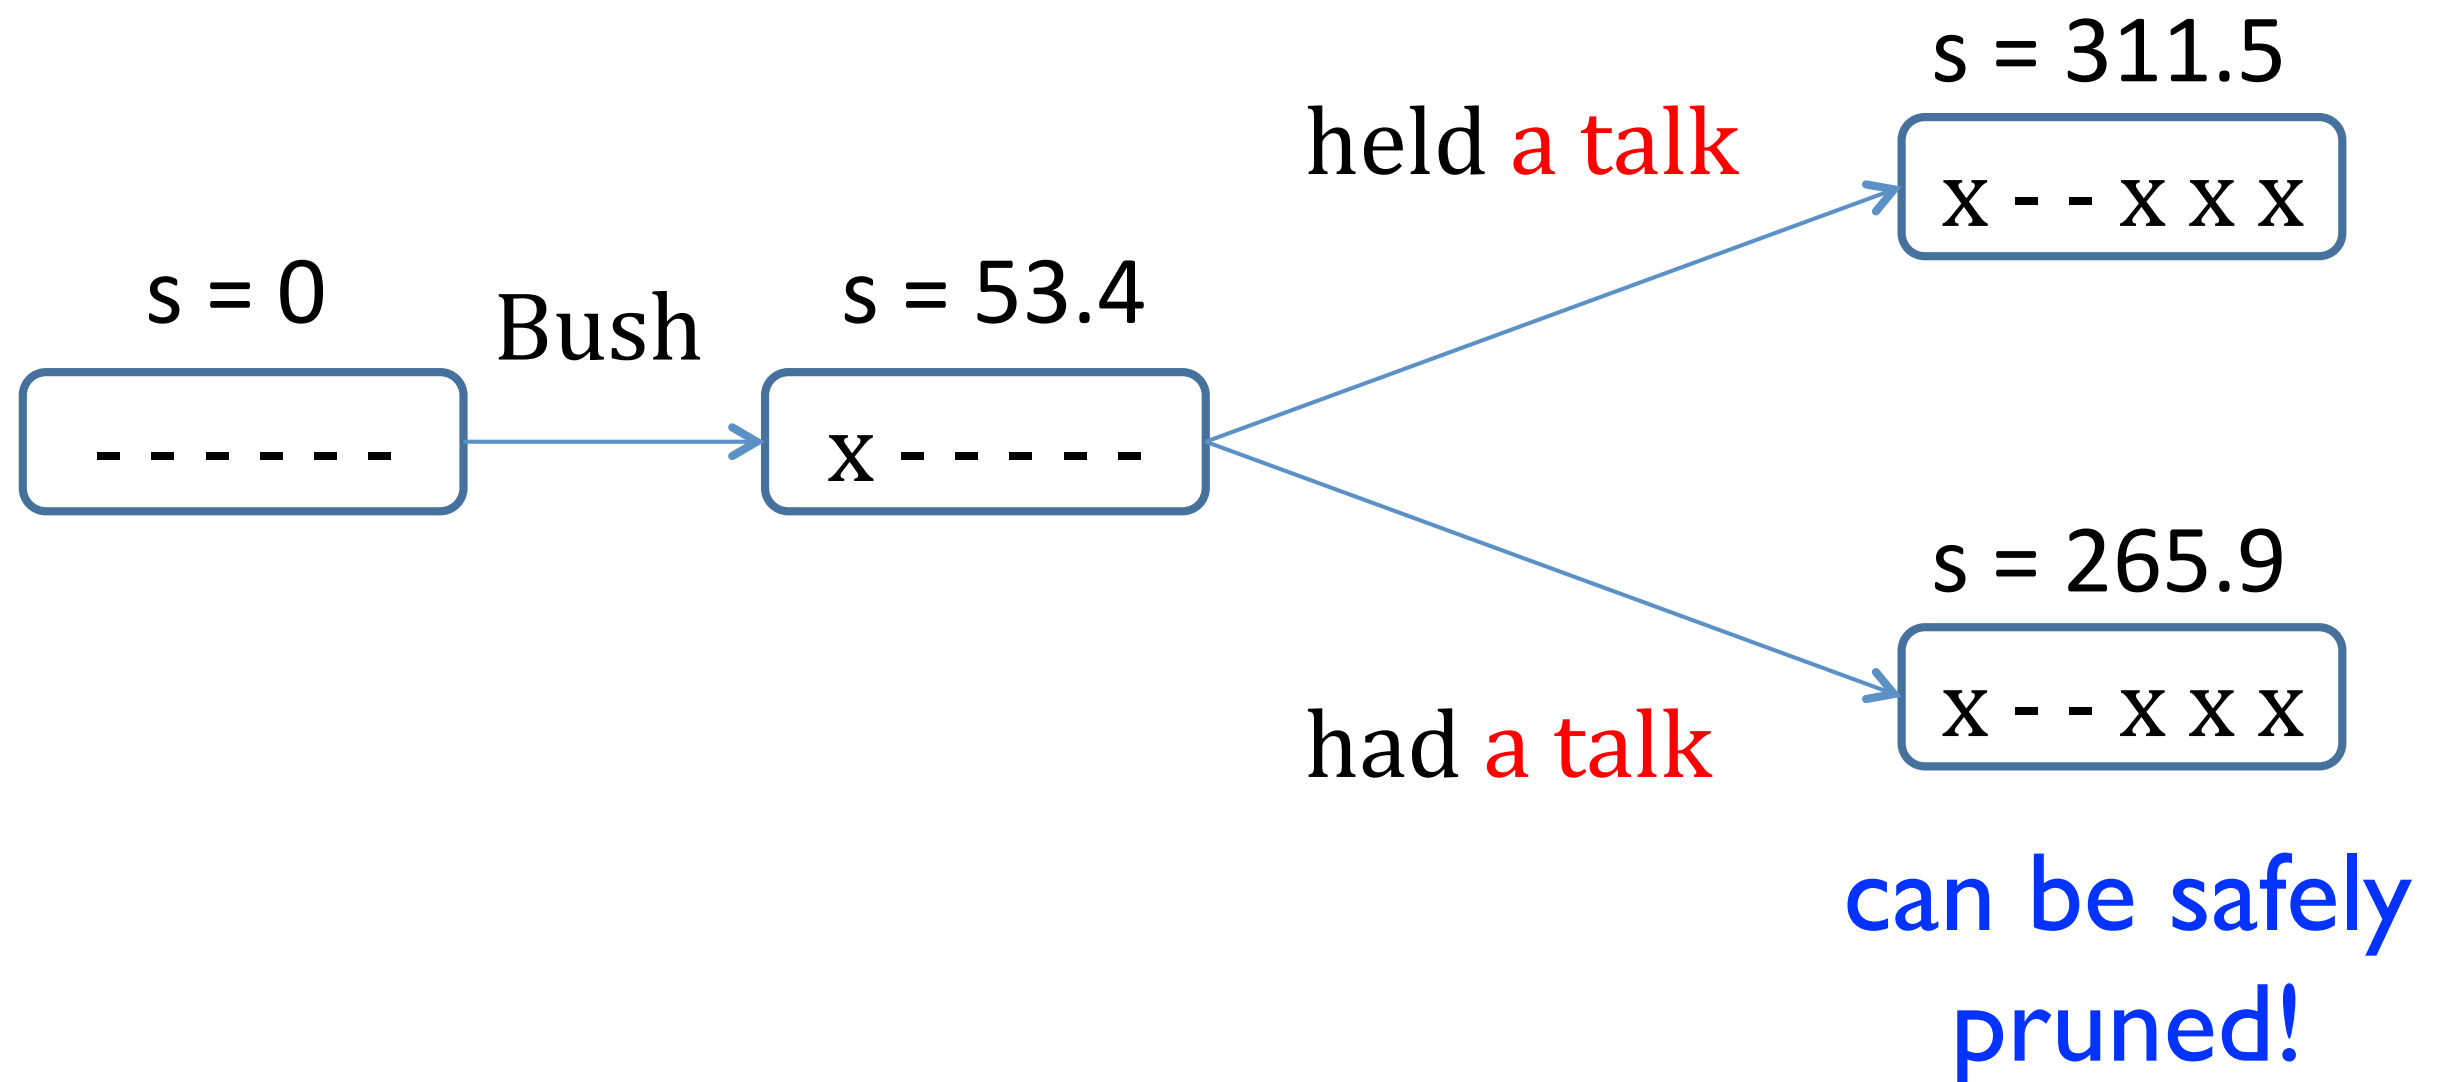 s = 0
- - - - - -
Bush
s = 53.4
x - - - - -
held a talk
s = 311.5
x - - x x x
had a talk
s = 265.9
x - - x x x
can be safely
pruned!